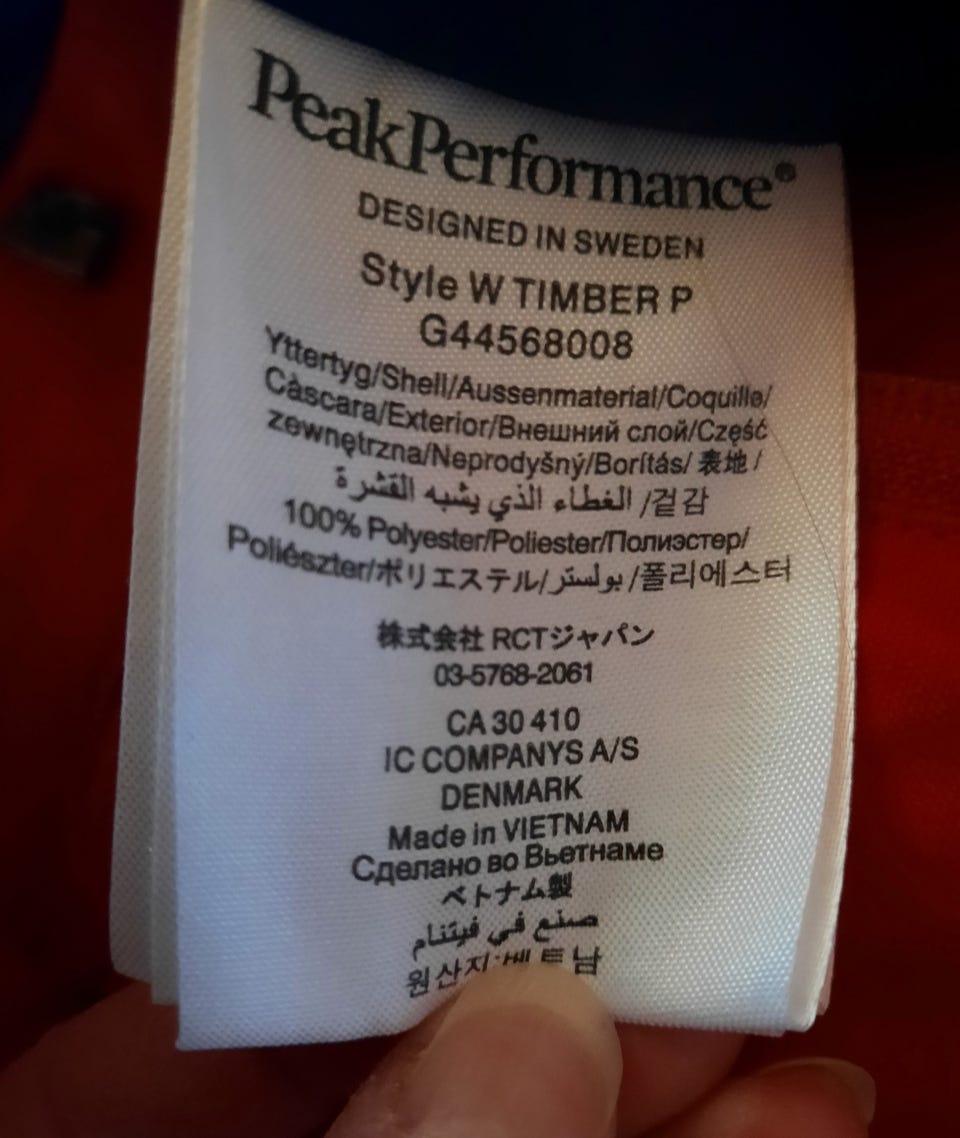 PeakPerformance®
DESIGNED IN SWEDEN
Style W TIMBER P
G44568008
Yttertyg/Shell/Aussenmaterial/Coquille/
Càscara/Exterior/Внешний слой/Część
zewnętrzna/Neprodyšný/Borítás/ 表地 /
الغطاء الذي يشبه القشرة /겉감
100% Polyester/Poliester/Полиэстер/
Poliészter/ポリエステル/بولستر/폴리에스터
株式会社 RCTジャパン
03-5768-2061
CA 30 410
IC COMPANYS A/S
DENMARK
Made in VIETNAM
Сделано во Вьетнаме
ベトナム製
صنع في فيتنام
원산지:베트남